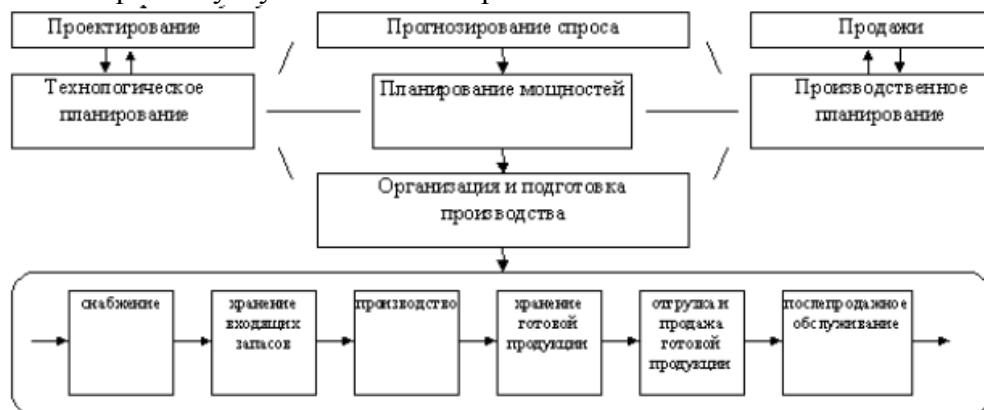 Проектирование
Прогнозирование спроса
Продажи
Технологическое
планирование
Планирование мощностей
Производственное
планирование
Организация и подготовка
производства
снабжение
хранение
входящих
запасов
производство
хранение
готовой
продукции
отгрузка и
продажа
готовой
продукции
послепродажное
обслуживание